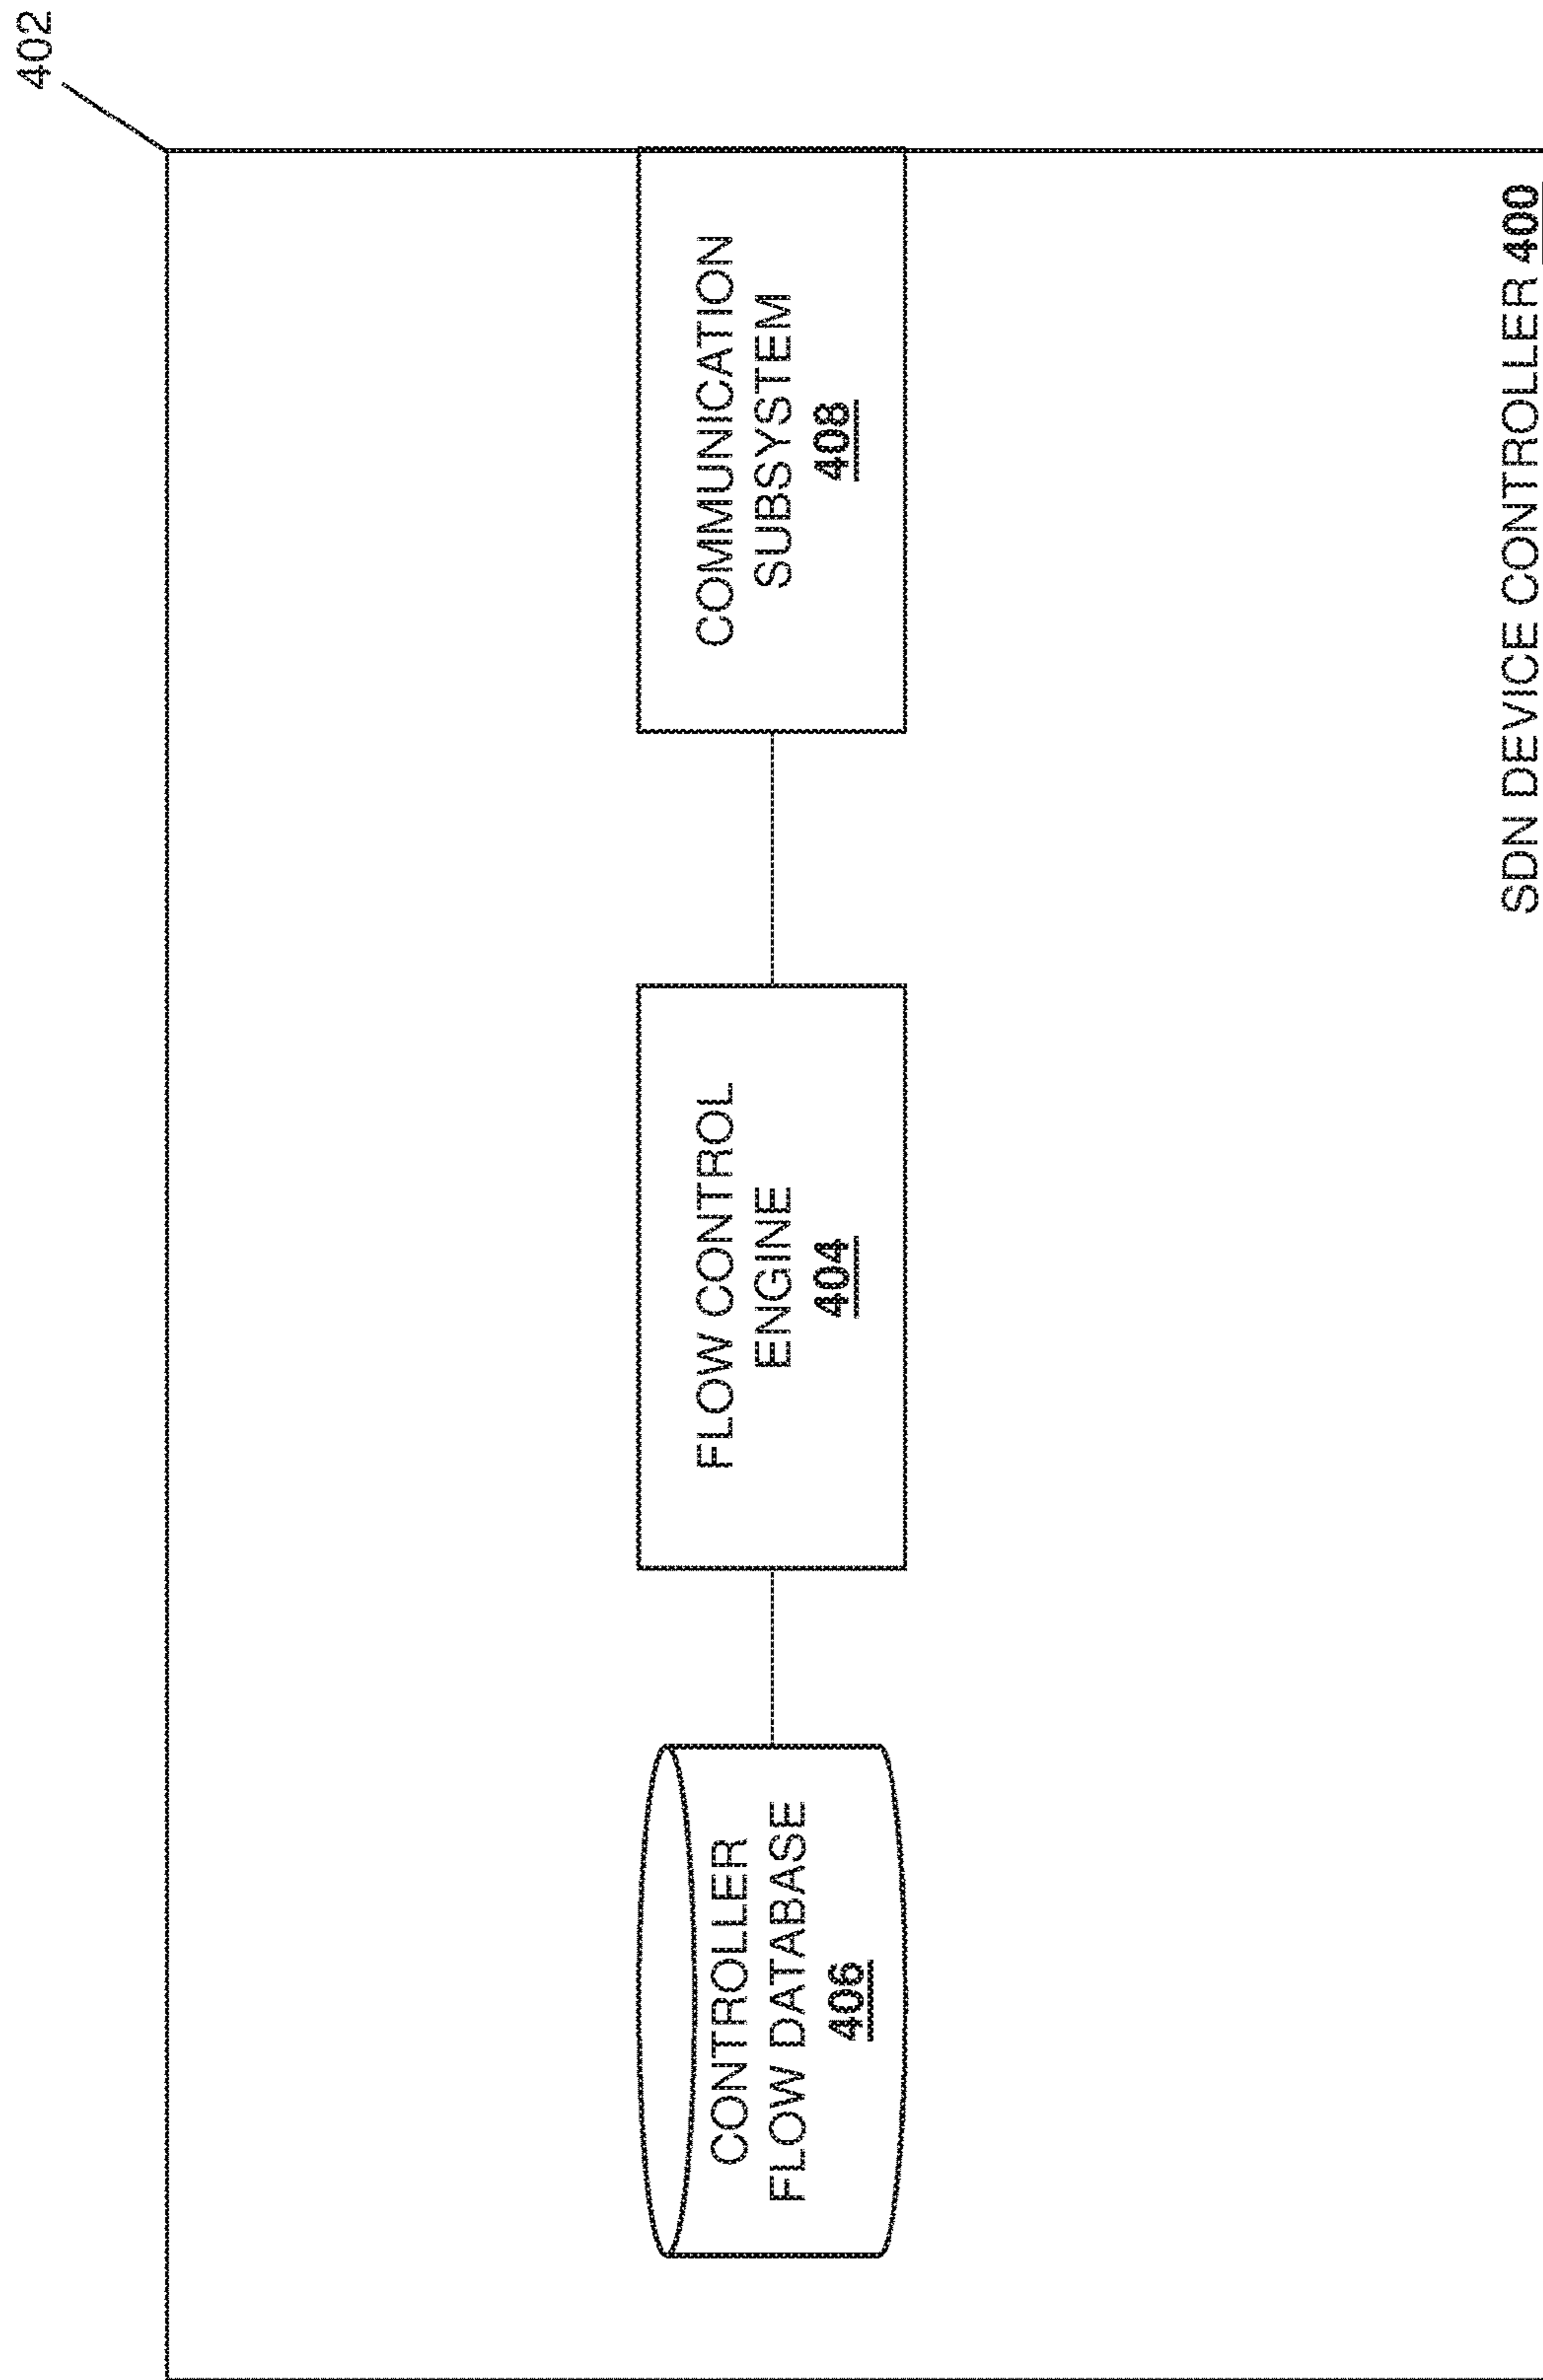 402
CONTROLLER
FLOW DATABASE
406
FLOW CONTROL
ENGINE
404
COMMUNICATION
SUBSYSTEM
408
SDN DEVICE CONTROLLER 400